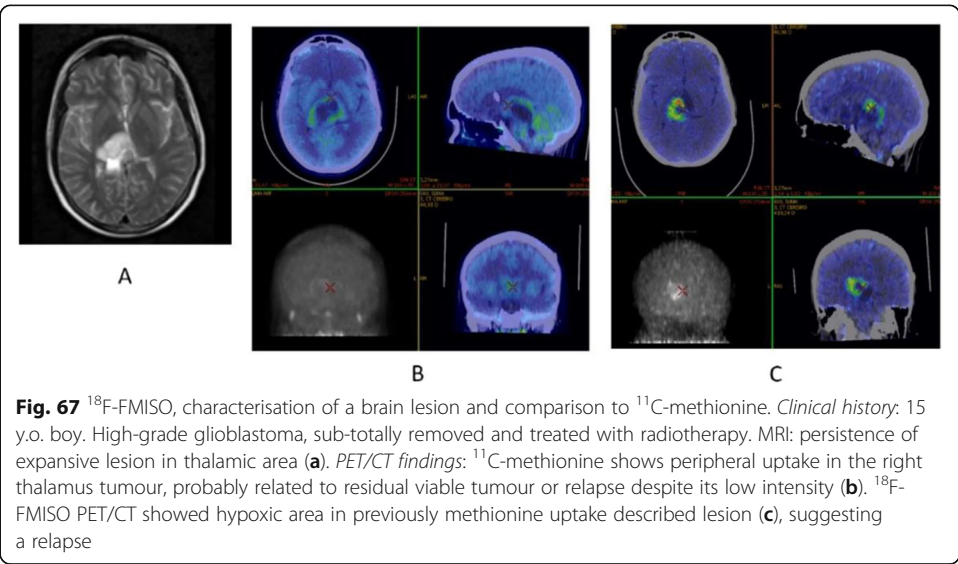 A
B
C
Fig. 67 ¹⁸F-FMISO, characterisation of a brain lesion and comparison to ¹¹C-methionine. Clinical history: 15
y.o. boy. High-grade glioblastoma, sub-totally removed and treated with radiotherapy. MRI: persistence of
expansive lesion in thalamic area (a). PET/CT findings: ¹¹C-methionine shows peripheral uptake in the right
thalamus tumour, probably related to residual viable tumour or relapse despite its low intensity (b). ¹⁸F-
FMISO PET/CT showed hypoxic area in previously methionine uptake described lesion (c), suggesting
a relapse